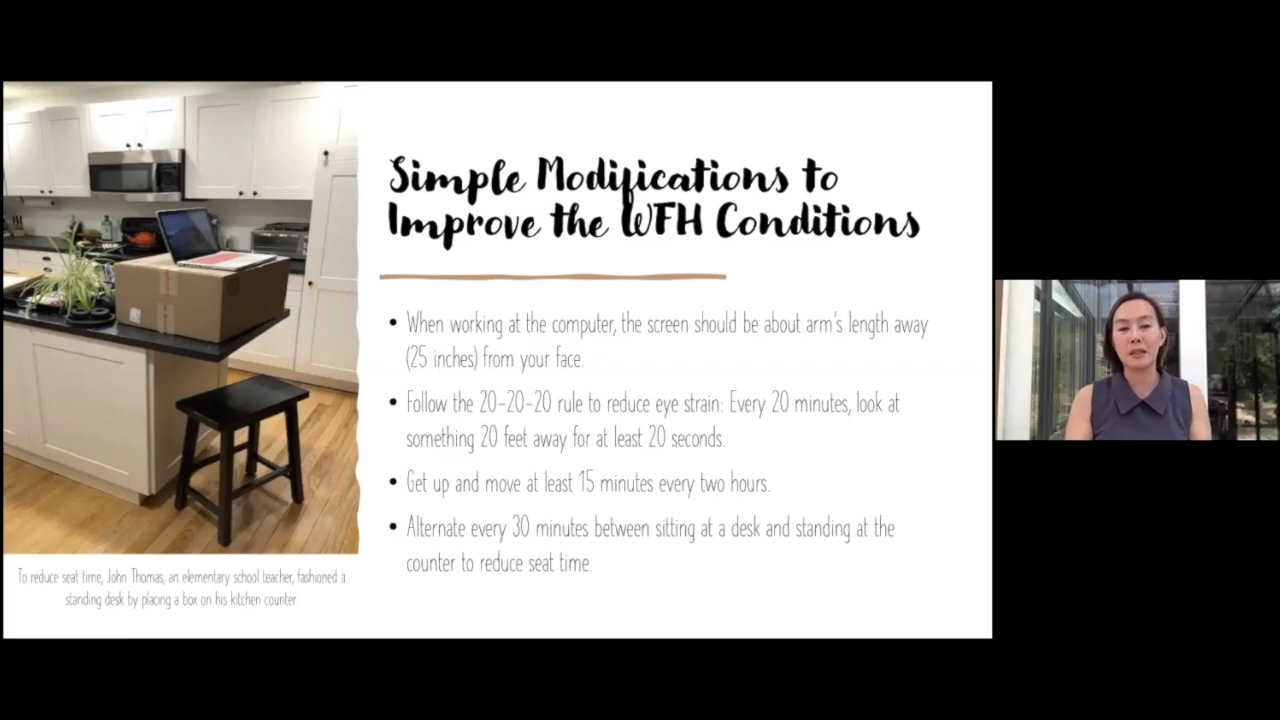 Simple Modifications to
Improve the WFH Conditions
• When working at the computer, the screen should be about arm's length away
(25 inches) from your face.
• Follow the 20-20-20 rule to reduce eye strain: Every 20 minutes, look at
something 20 feet away for at least 20 seconds.
• Get up and move at least 15 minutes every two hours.
• Alternate every 30 minutes between sitting at a desk and standing at the
counter to reduce seat time.
To reduce seat time, John Thomas, an elementary school teacher, fashioned a
standing desk by placing a box on his kitchen counter.